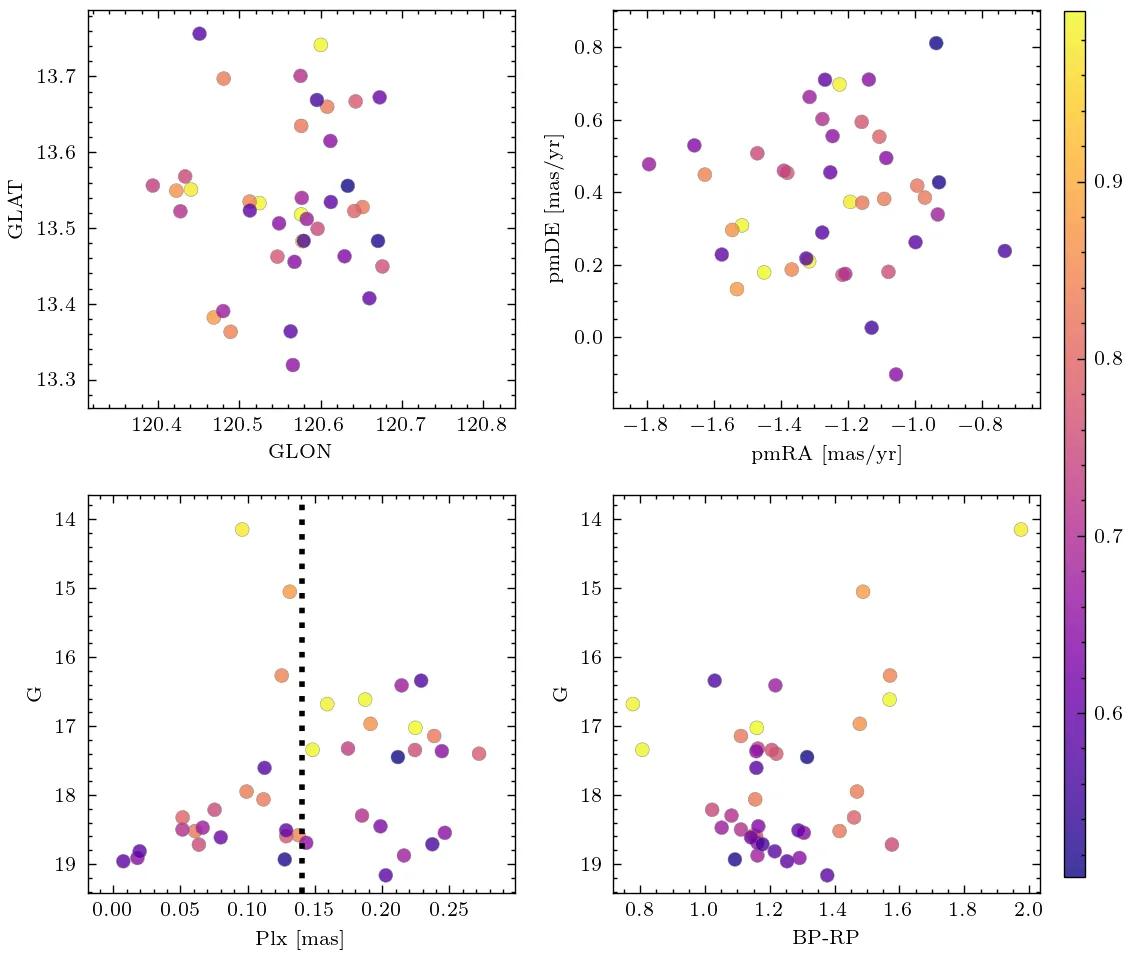 13.7
13.6
13.5
13.4
13.3
GLAT
120.4 120.5 120.6 120.7 120.8
GLON
0.8
0.6
0.4
0.2
0.0
pmDE [mas/yr]
−1.8 −1.6 −1.4 −1.2 −1.0 −0.8
pmRA [mas/yr]
0.9
0.8
0.7
0.6
14
15
16
17
18
19
G
0.00 0.05 0.10 0.15 0.20 0.25
Plx [mas]
14
15
16
17
18
19
G
0.8 1.0 1.2 1.4 1.6 1.8 2.0
BP-RP